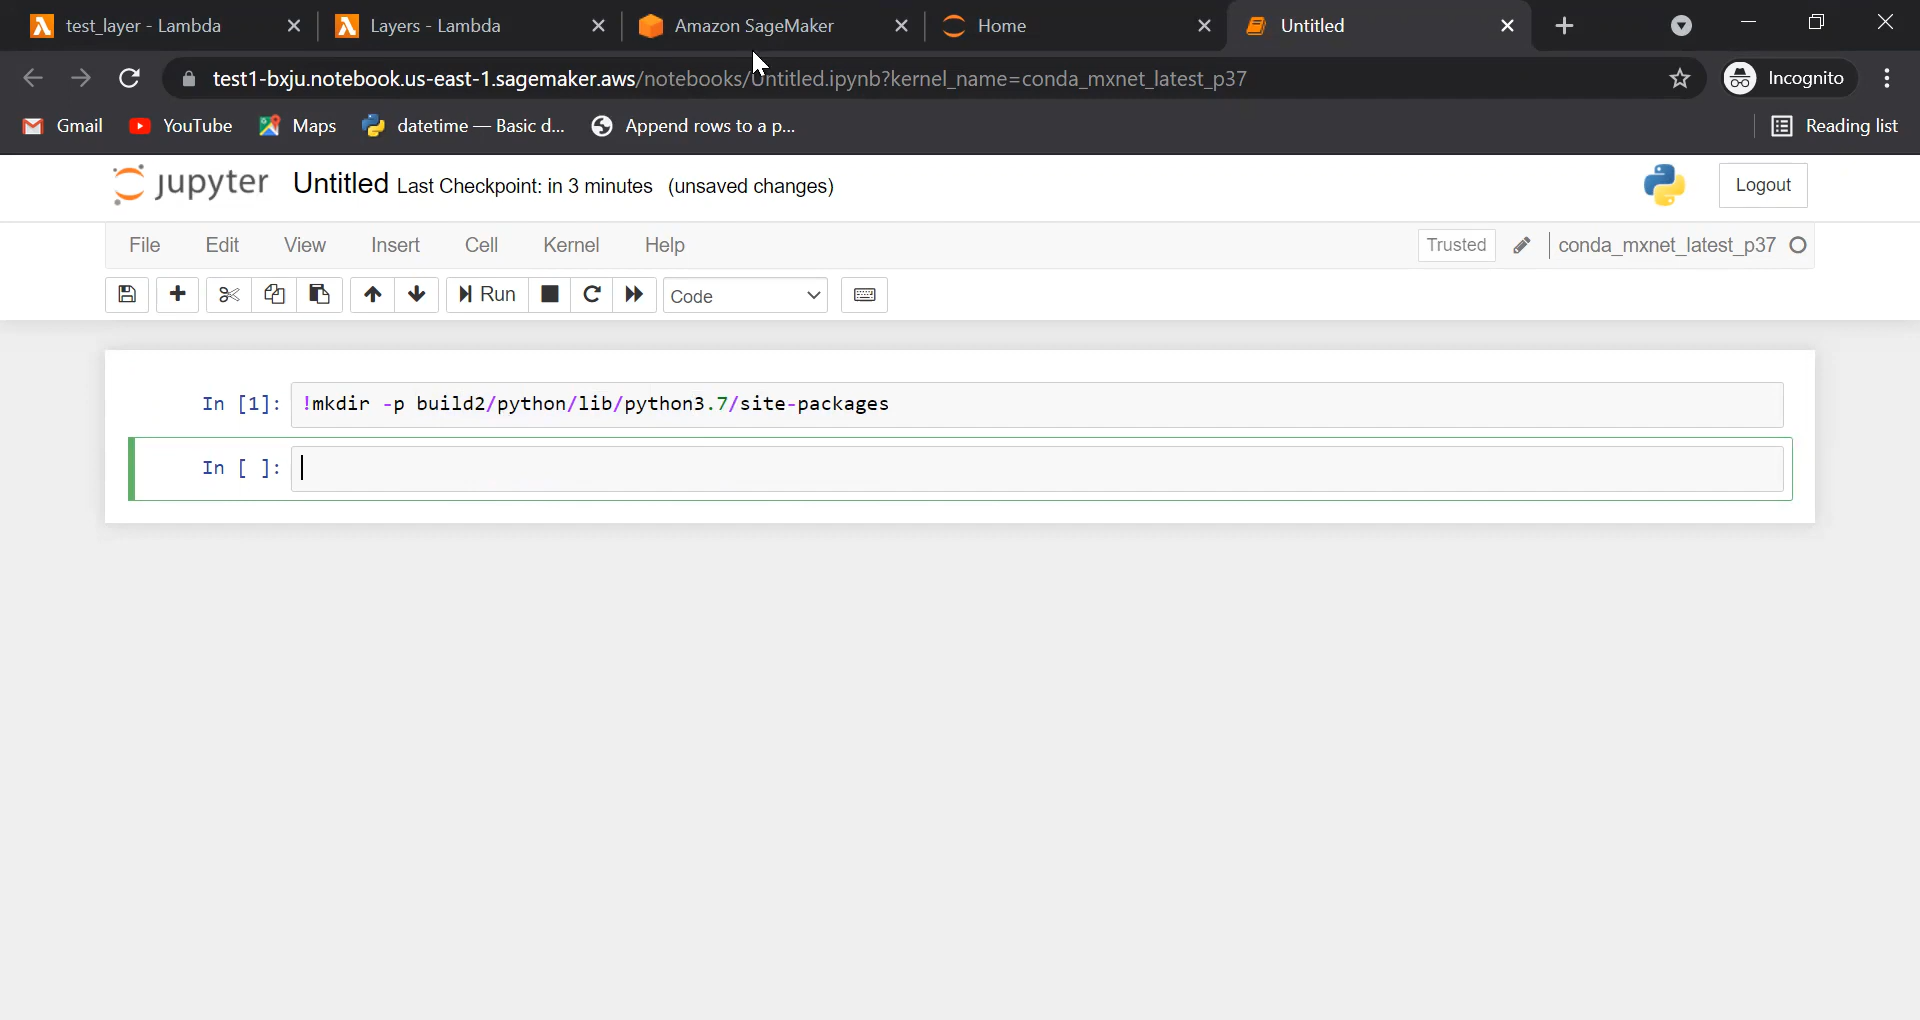 test_layer - Lambda
Layers - Lambda
Amazon SageMaker
Home
Untitled
test1-bxju.notebook.us-east-1.sagemaker.aws/notebooks/Untitled.ipynb?kernel_name=conda_mxnet_latest_p37
Incognito
Gmail
YouTube
Maps
datetime — Basic d...
Append rows to a p...
Reading list
jupyter
Untitled Last Checkpoint: in 3 minutes (unsaved changes)
Logout
File Edit View Insert Cell Kernel Help
Trusted
conda_mxnet_latest_p37
Run
Code
In [1]: !mkdir -p build2/python/lib/python3.7/site-packages
In [ ]: